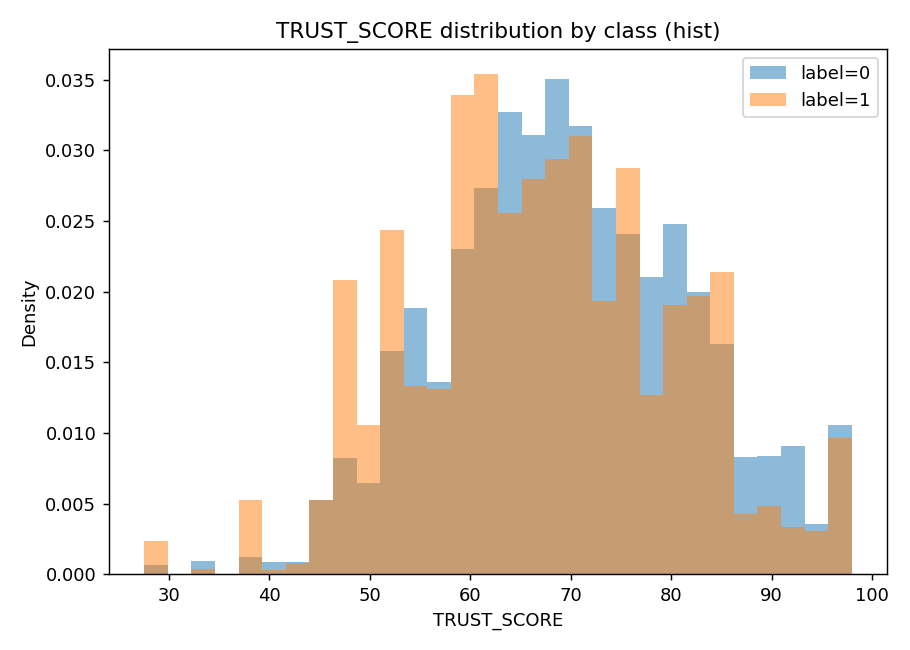 TRUST_SCORE distribution by class (hist)
label=0
label=1
Density
0.035
0.030
0.025
0.020
0.015
0.010
0.005
0.000
30 40 50 60 70 80 90 100
TRUST_SCORE